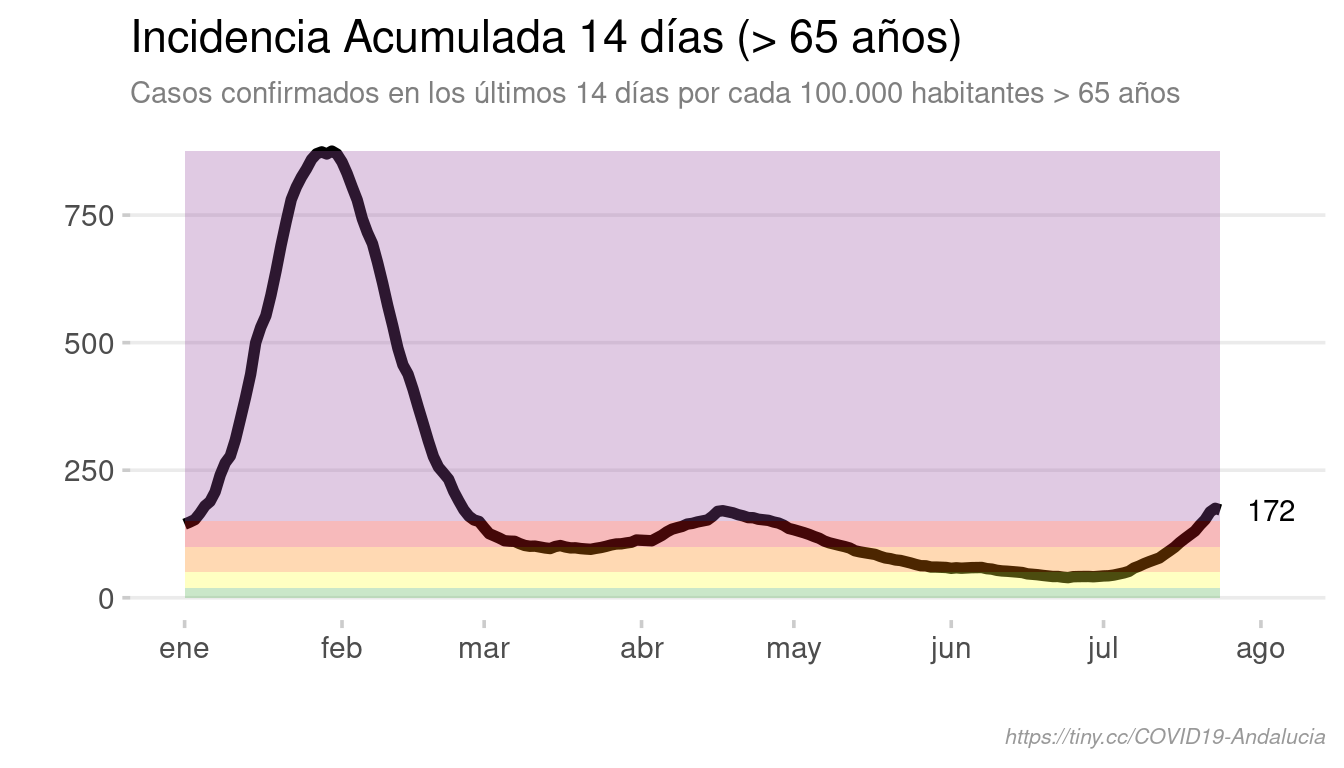 Incidencia Acumulada 14 días (> 65 años)
Casos confirmados en los últimos 14 días por cada 100.000 habitantes > 65 años
750
500
250
0
172
ene feb mar abr may jun jul ago
https://tiny.cc/COVID19-Andalucia